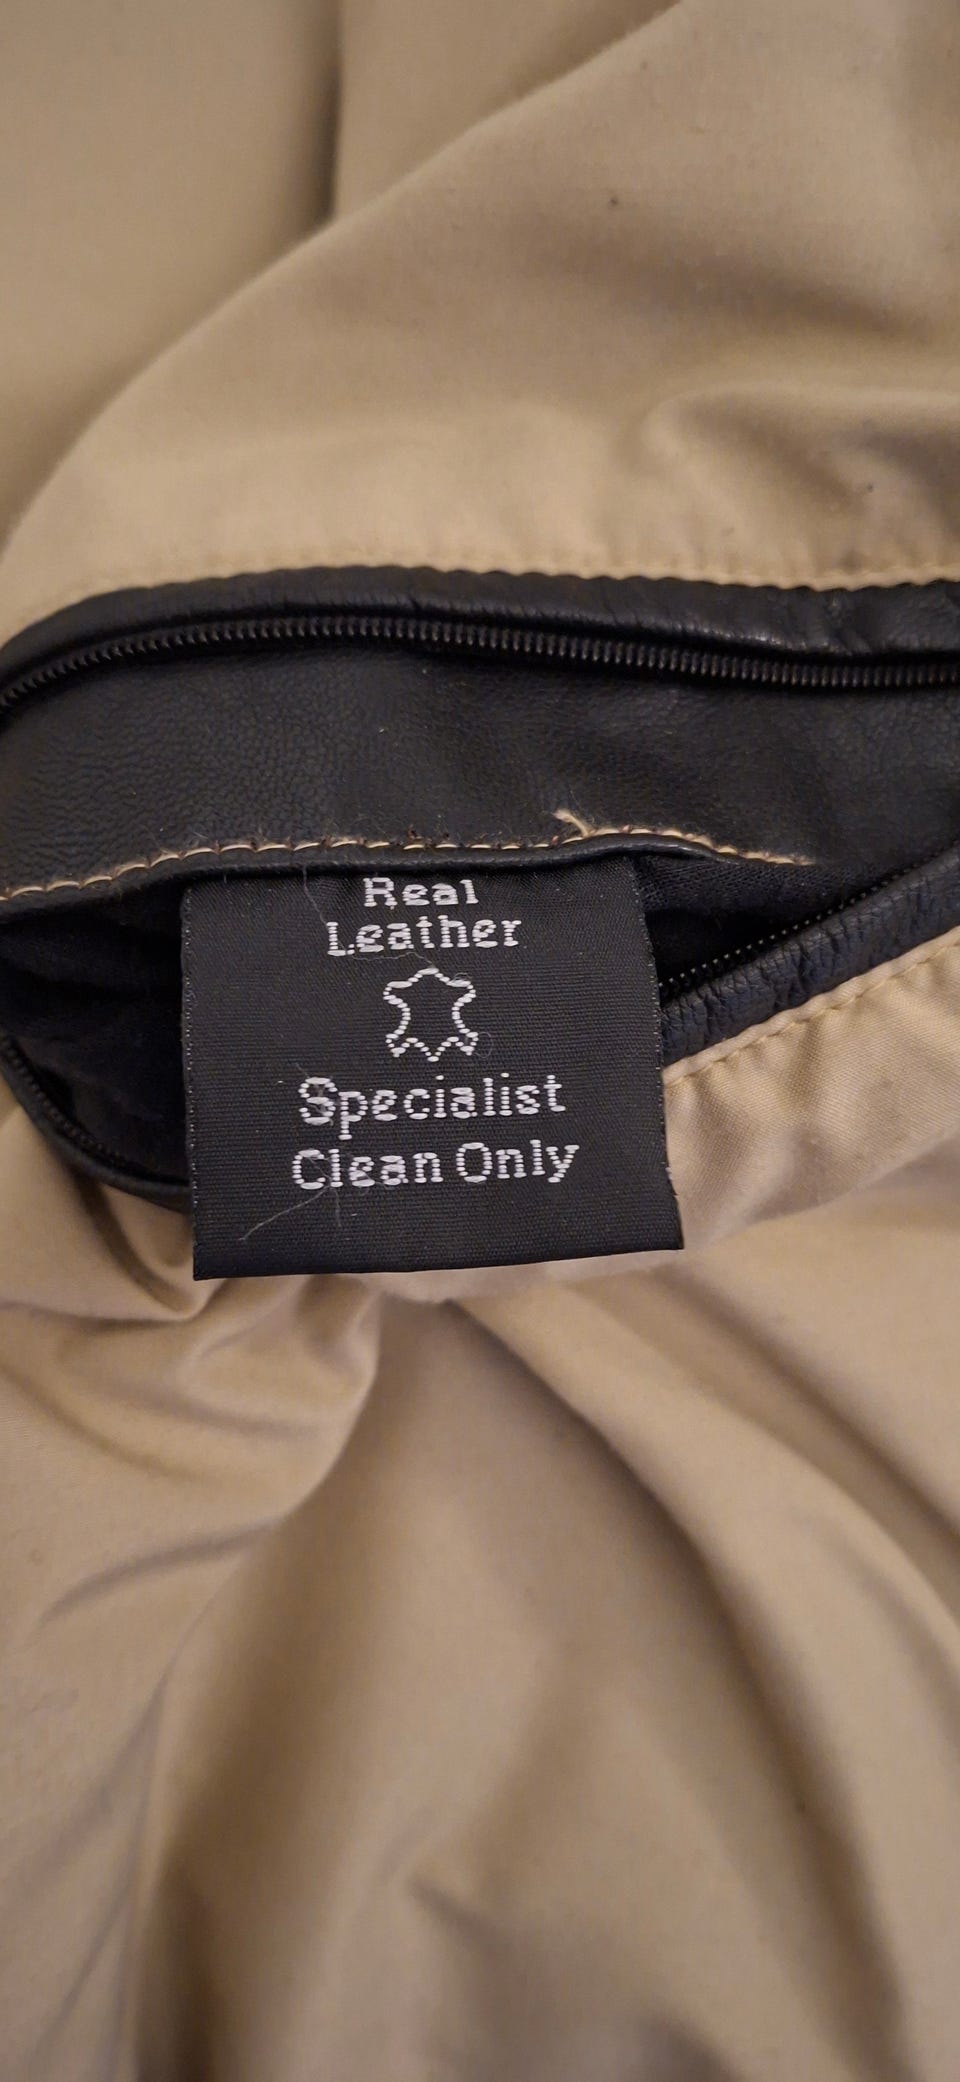 Real
Leather
Specialist
Clean Only